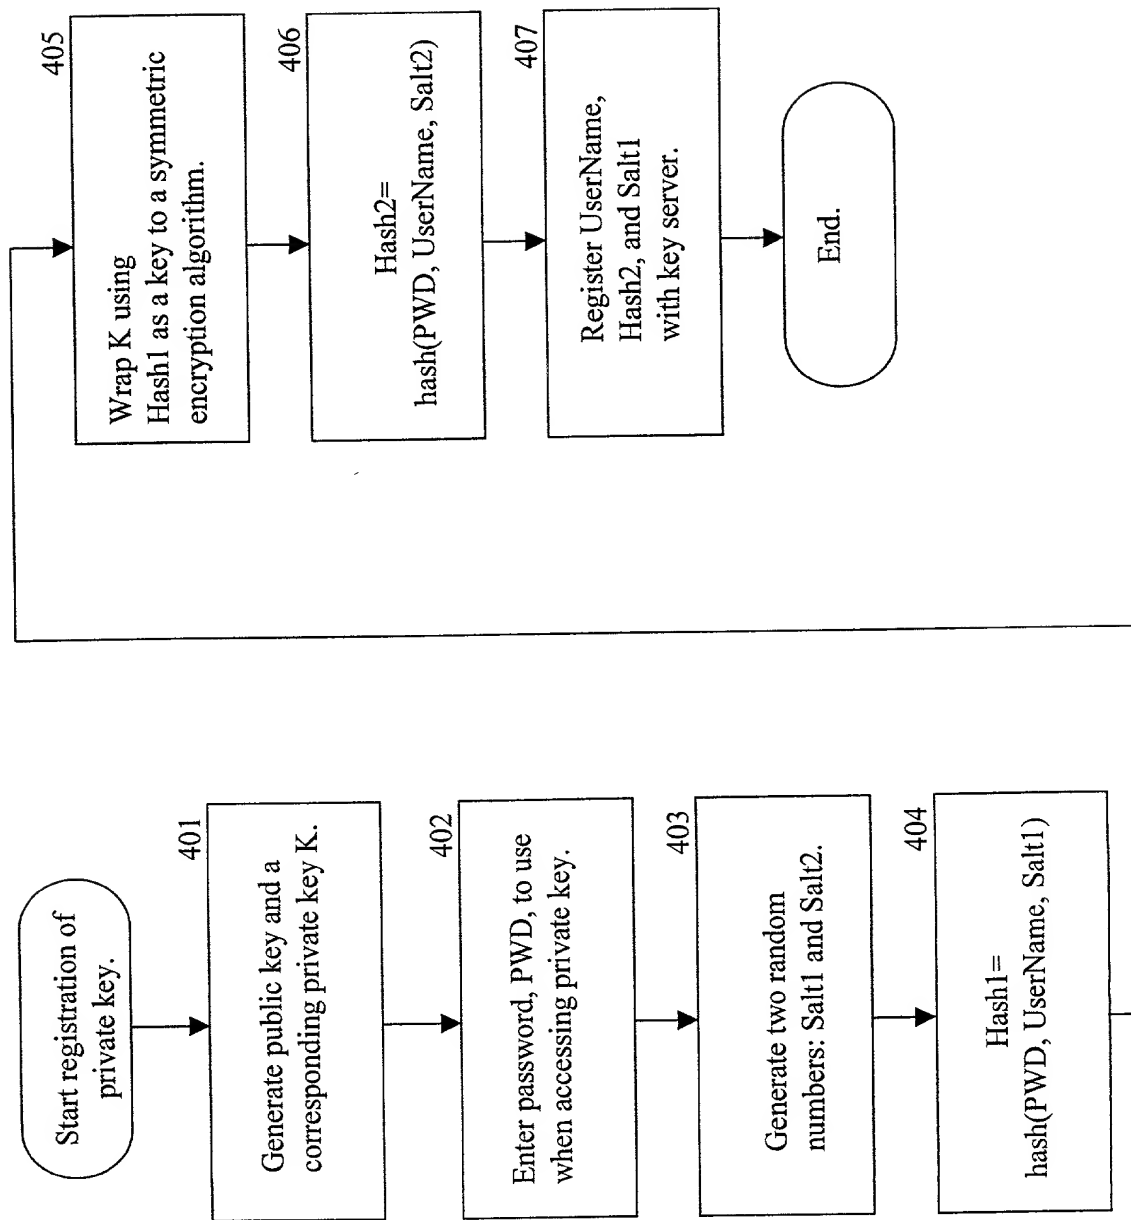 Start registration of
private key.
401
Generate public key and a
corresponding private key K.
402
Enter password, PWD, to use
when accessing private key.
403
Generate two random
numbers: Salt1 and Salt2.
404
Hash1=
hash(PWD, UserName, Salt1)
405
Wrap K using
Hash1 as a key to a symmetric
encryption algorithm.
406
Hash2=
hash(PWD, UserName, Salt2)
407
Register UserName,
Hash2, and Salt1
with key server.
End.